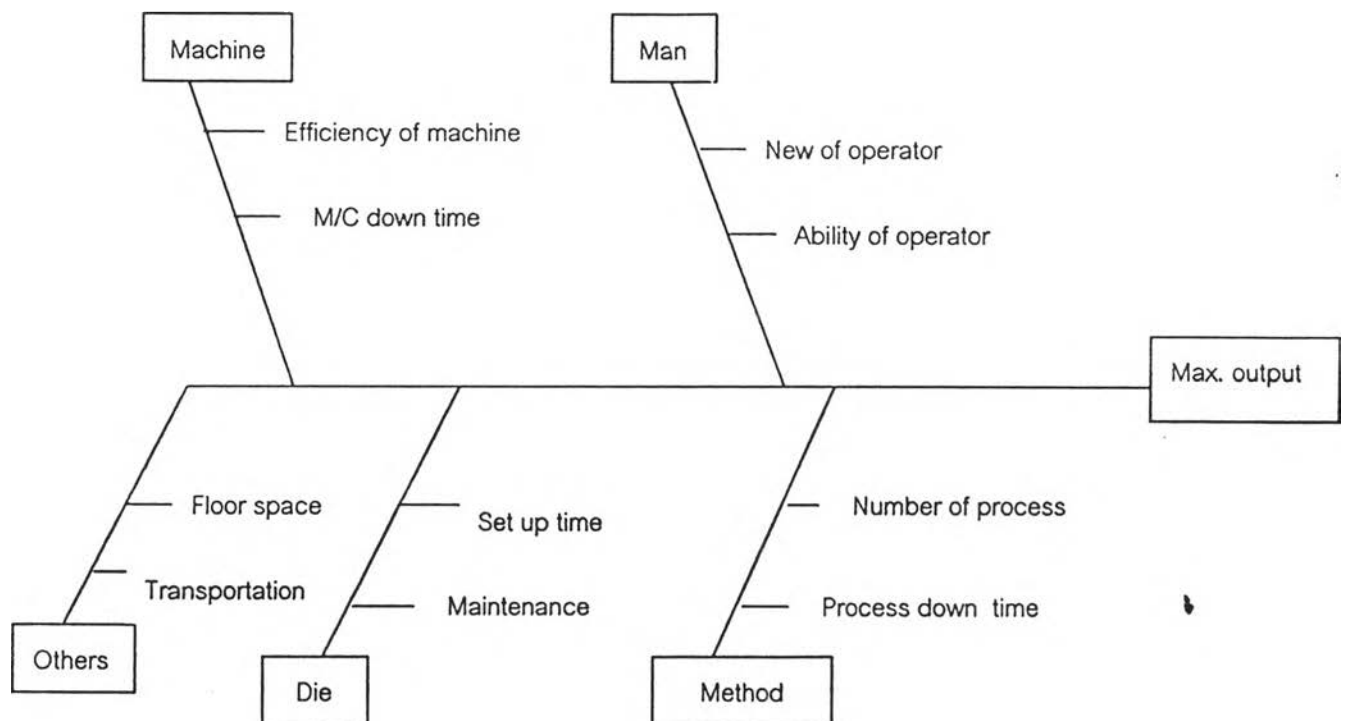 Machine
Man
Efficiency of machine
New of operator
M/C down time
Ability of operator
Max. output
Floor space
Set up time
Number of process
Transportation
Maintenance
Process down time
Others
Die
Method